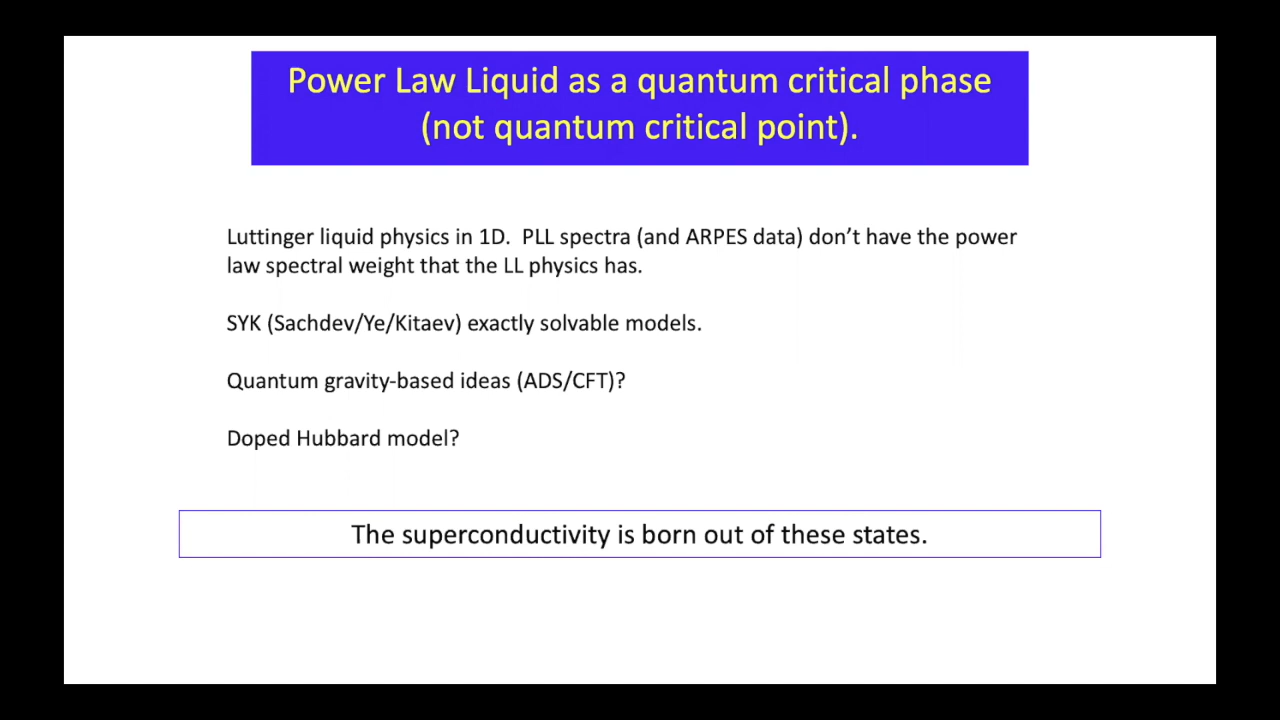 Power Law Liquid as a quantum critical phase
(not quantum critical point).
Luttinger liquid physics in 1D.  PLL spectra (and ARPES data) don’t have the power
law spectral weight that the LL physics has.
SYK (Sachdev/Ye/Kitaev) exactly solvable models.
Quantum gravity-based ideas (ADS/CFT)?
Doped Hubbard model?
The superconductivity is born out of these states.